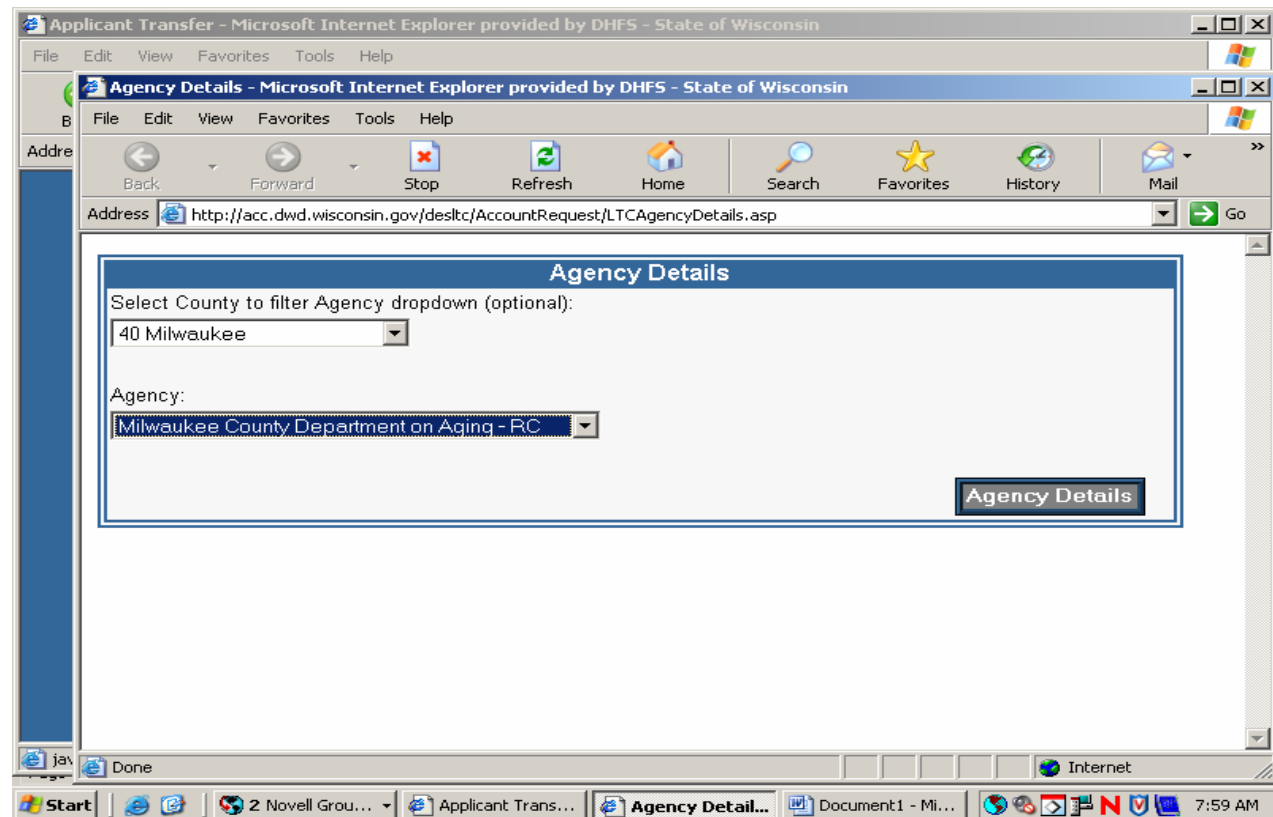 Applicant Transfer - Microsoft Internet Explorer provided by DHFS - State of Wisconsin
File Edit View Favorites Tools Help
Agency Details - Microsoft Internet Explorer provided by DHFS - State of Wisconsin
B File Edit View Favorites Tools Help
Addre
Back Forward Stop Refresh Home Search Favorites History Mail
Address http://acc.dwd.wisconsin.gov/desltc/AccountRequest/LTCAgencyDetails.asp Go
Agency Details
Select County to filter Agency dropdown (optional):
40 Milwaukee
Agency:
Milwaukee County Department on Aging - RC
Agency Details
jav Done Internet
Start 2 Novell Grou... Applicant Trans... Agency Detail... Document1 - Mi... N 7:59 AM